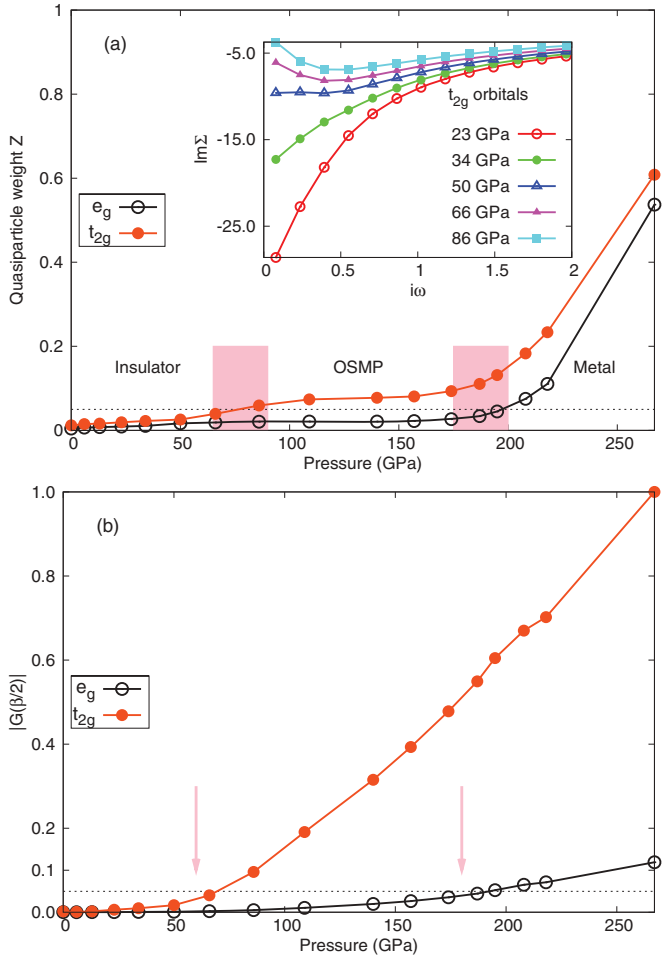 (a)
1
0.8
0.6
0.4
0.2
0
Quasiparticle weight Z
e_g
t_2g
Insulator OSMP Metal
0 50 100 150 200 250
Pressure (GPa)
-5.0
-15.0
-25.0
ImΣ
t_2g orbitals
23 GPa
34 GPa
50 GPa
66 GPa
86 GPa
0 0.5 1 1.5 2
iω
(b)
1.0
0.8
0.6
0.4
0.2
0.1
0.0
|G(β/2)|
e_g
t_2g
0 50 100 150 200 250
Pressure (GPa)